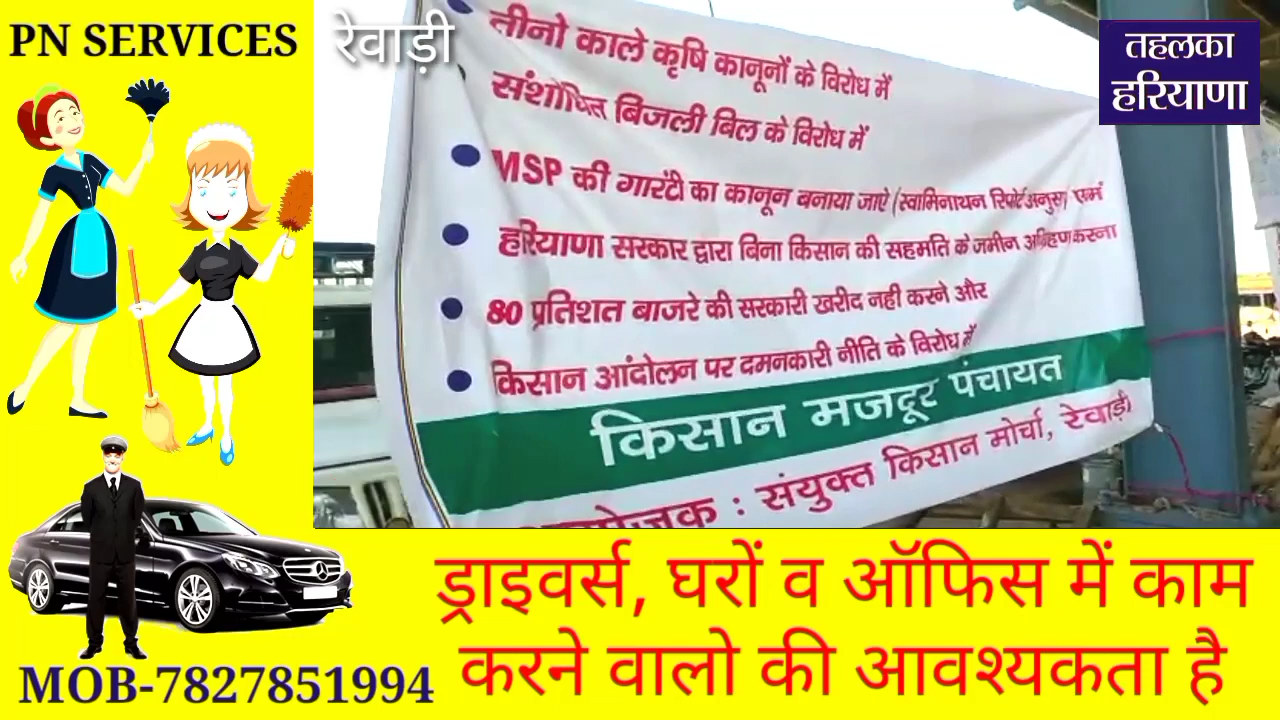 PN SERVICES
रेवाड़ी
तहलका
हरियाणा
तीनो काले कृषि कानूनों के विरोध में
संशोधित बिजली बिल के विरोध में
MSP की गारंटी का कानून बनाया जाऐ (स्वामिनाथन रिपोर्ट अनुसार)
हरियाणा सरकार द्वारा बिना किसान की सहमति के जमीन अधिग्रहण करना
80 प्रतिशत बाजरे की सरकारी खरीद नही करने और
किसान आंदोलन पर दमनकारी नीति के विरोध में
किसान मजदूर पंचायत
: संयुक्त किसान मोर्चा, रेवाड़ी
ड्राइवर्स, घरों व ऑफिस में काम
करने वालो की आवश्यकता है
MOB-7827851994